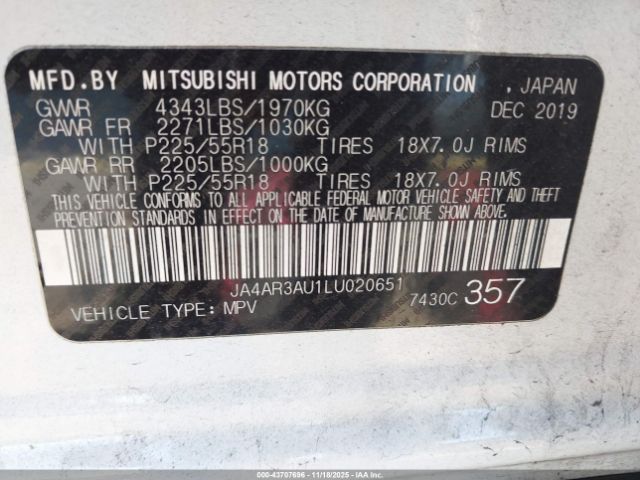 MFD.BY MITSUBISHI MOTORS CORPORATION , JAPAN
GVWR 4343LBS/1970KG DEC 2019
GAWR FR 2271LBS/1030KG
WITH P225/55R18 TIRES 18X7.0J RIMS
GAWR RR 2205LBS/1000KG
WITH P225/55R18 TIRES 18X7.0J RIMS
THIS VEHICLE CONFORMS TO ALL APPLICABLE FEDERAL MOTOR VEHICLE SAFETY AND THEFT
PREVENTION STANDARDS IN EFFECT ON THE DATE OF MANUFACTURE SHOWN ABOVE.
JA4AR3AU1LU020651
VEHICLE TYPE: MPV 7430C 357
000-43707696 - 11/18/2025 - Copyright © IAA, LLC.